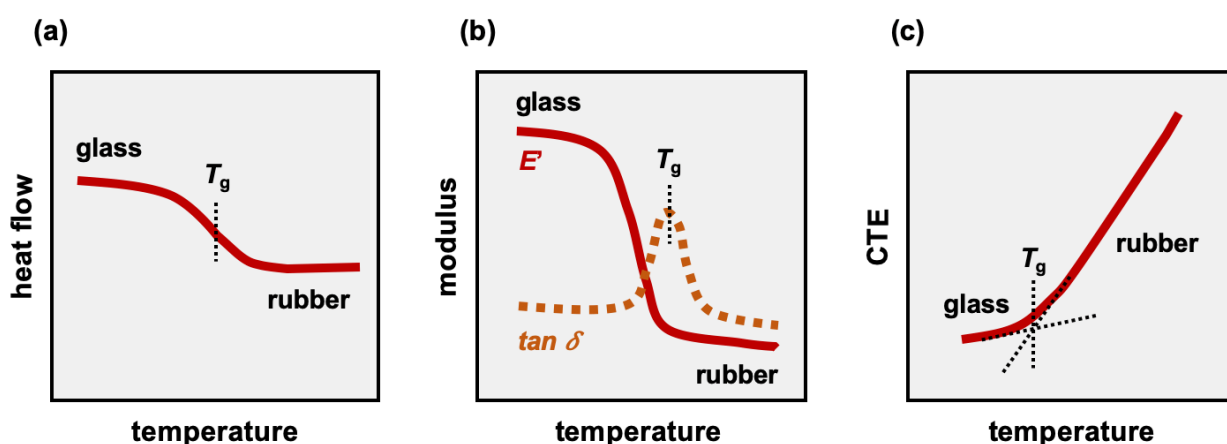 (a)
glass
T_g
rubber
heat flow
temperature
(b)
glass
E'
T_g
tan δ
rubber
modulus
temperature
(c)
glass
T_g
rubber
CTE
temperature